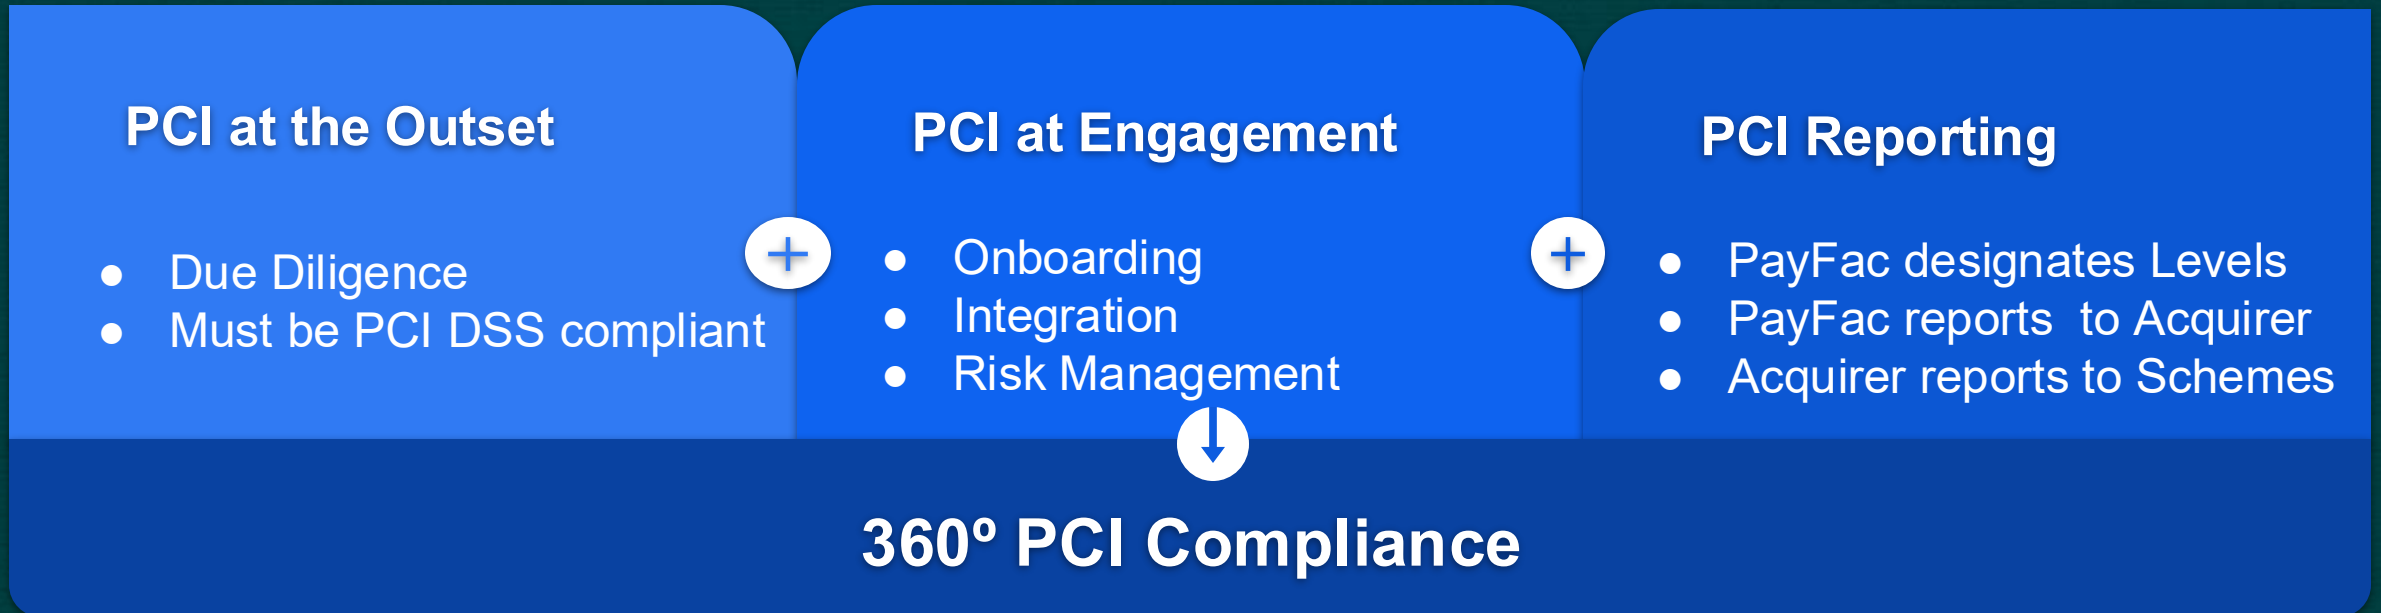 PCI at the Outset
● Due Diligence
● Must be PCI DSS compliant
PCI at Engagement
● Onboarding
● Integration
● Risk Management
PCI Reporting
● PayFac designates Levels
● PayFac reports  to Acquirer
● Acquirer reports to Schemes
360º PCI Compliance